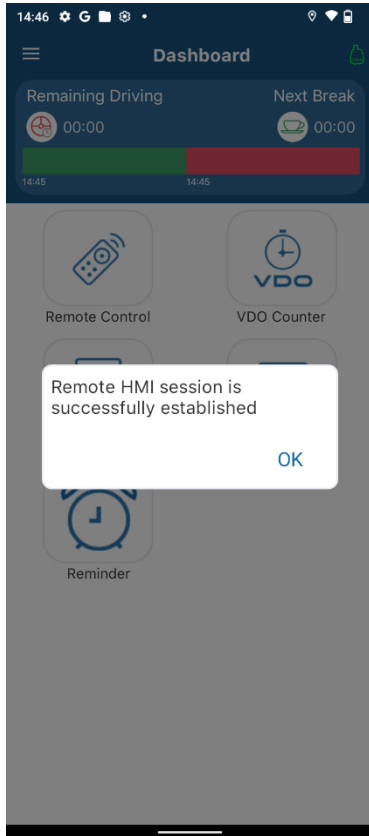 14:46 G
Dashboard
Remaining Driving Next Break
00:00 00:00
14:45 14:45
VDO
Remote Control VDO Counter
Remote HMI session is
successfully established
OK
Reminder